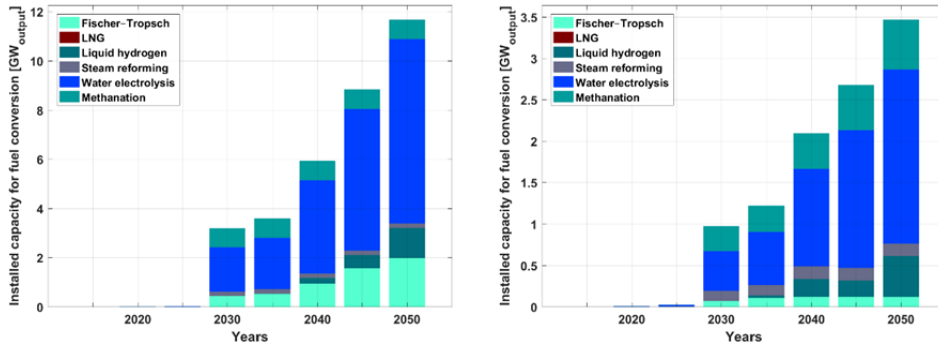 Installed capacity for fuel conversion [GW_output]
12
10
8
6
4
2
0
Fischer-Tropsch
LNG
Liquid hydrogen
Steam reforming
Water electrolysis
Methanation
2020
2030
2040
2050
Years
Installed capacity for fuel conversion [GW_output]
3.5
3
2.5
2
1.5
1
0.5
0
Fischer-Tropsch
LNG
Liquid hydrogen
Steam reforming
Water electrolysis
Methanation
2020
2030
2040
2050
Years